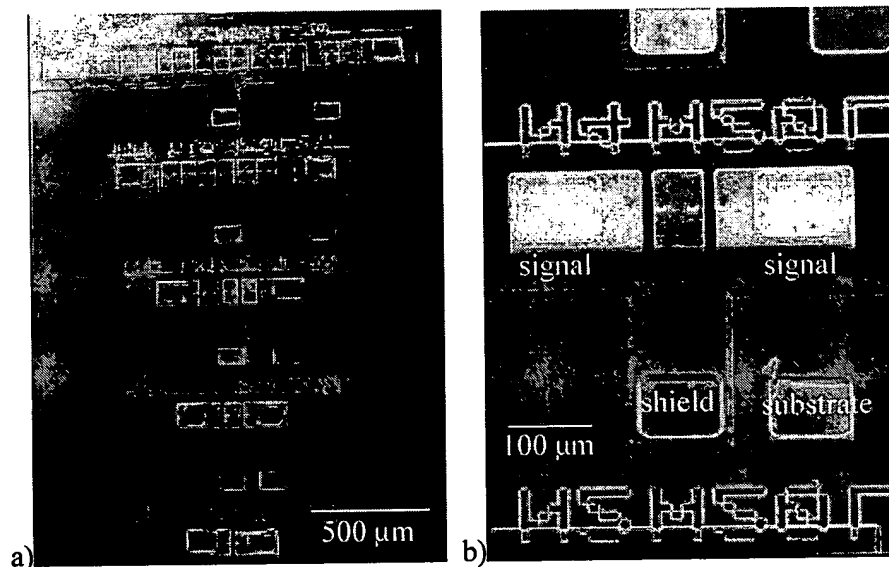 500 µm
a)
signal
signal
shield
substrate
100 µm
b)